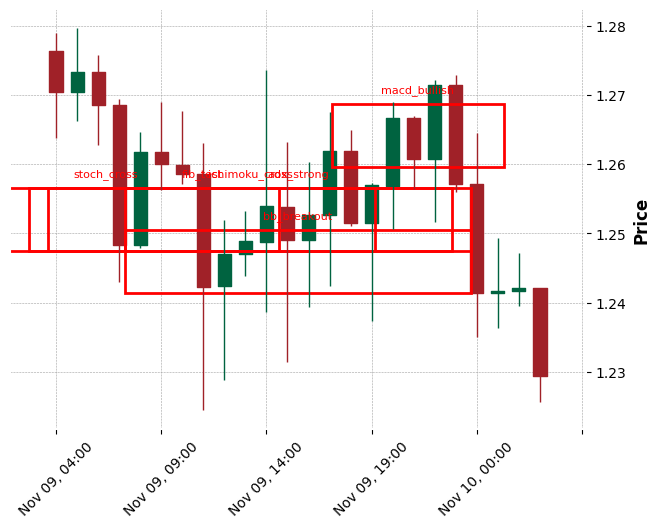 1.28
1.27
macd_bullish
1.26
stoch_cross
ichimoku_cross
adx_strong
1.25
Price
1.24
1.23
Nov 09, 04:00
Nov 09, 09:00
Nov 09, 14:00
Nov 09, 19:00
Nov 10, 00:00